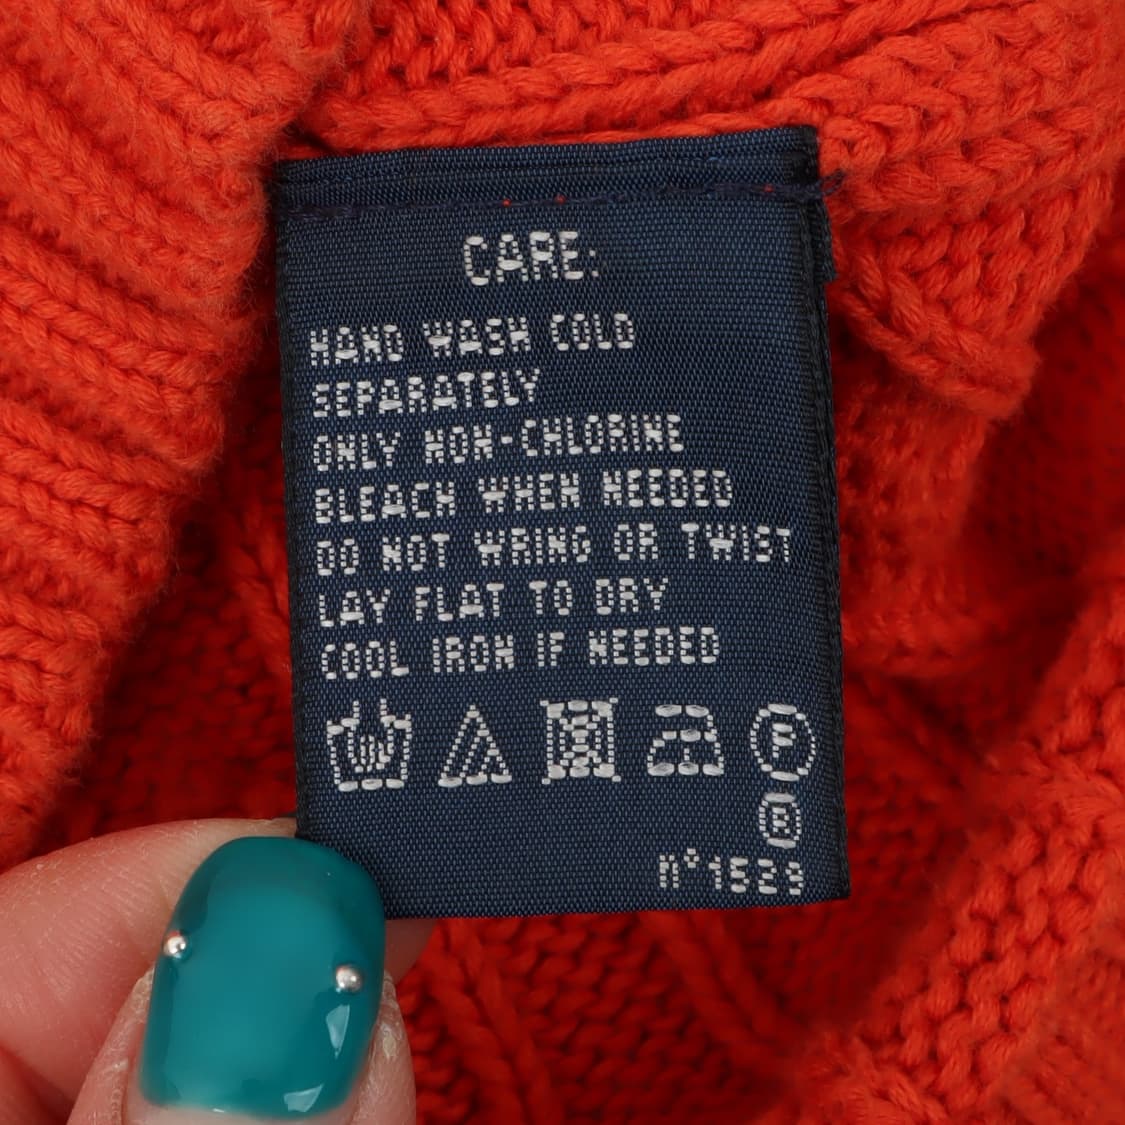 CARE:
HAND WASH COLD
SEPARATELY
ONLY NON-CHLORINE
BLEACH WHEN NEEDED
DO NOT WRING OR TWIST
LAY FLAT TO DRY
COOL IRON IF NEEDED
F
®
n°1529